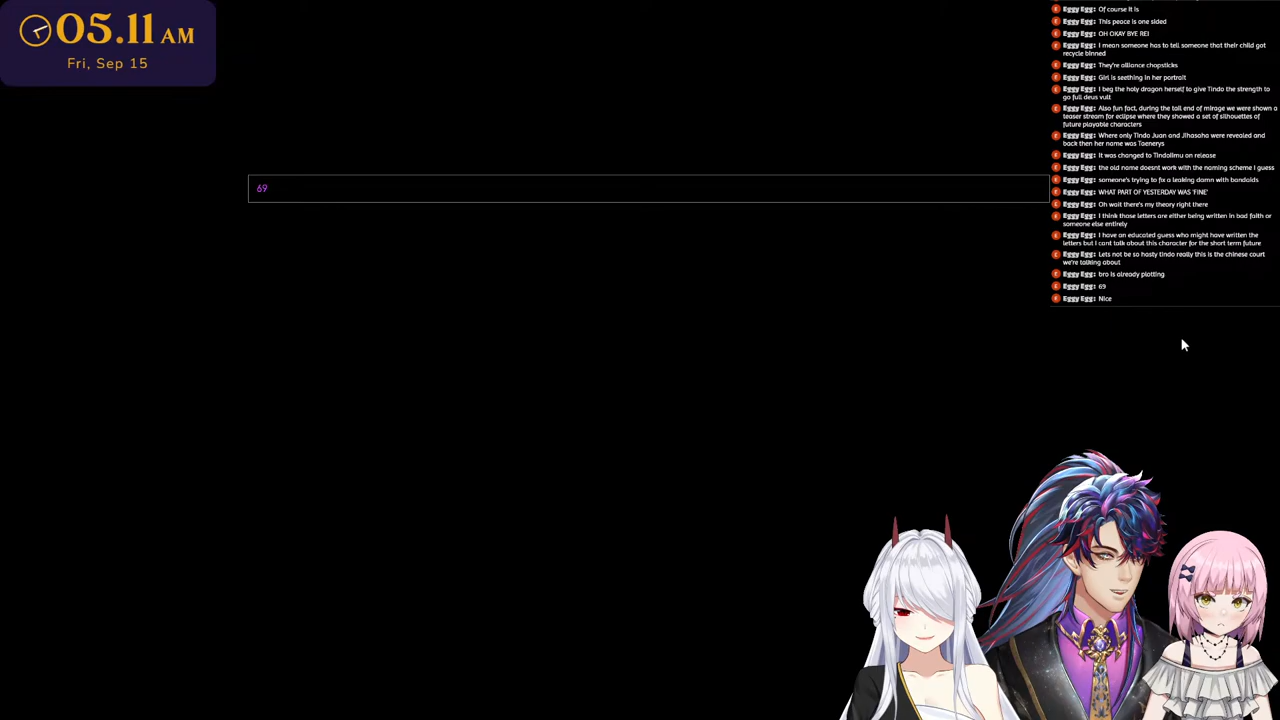 05.11 AM
Fri, Sep 15
69
Eggy Egg: Of course it is
Eggy Egg: This peace is one sided
Eggy Egg: OH OKAY BYE REI
Eggy Egg: I mean someone has to tell someone that their child got
recycle binned
Eggy Egg: They're alliance chopsticks
Eggy Egg: Girl is seething in her portrait
Eggy Egg: I beg the holy dragon herself to give Tindo the strength to
go full deus vult
Eggy Egg: Also fun fact, during the tail end of mirage we were shown a
teaser stream for eclipse where they showed a set of silhouettes of
future playable characters
Eggy Egg: Where only Tindo Juan and Jihasaha were revealed and
back then her name was Taenerys
Eggy Egg: It was changed to Tindalimu on release
Eggy Egg: the old name doesnt work with the naming scheme I guess
Eggy Egg: someone's trying to fix a leaking damn with bandaids
Eggy Egg: WHAT PART OF YESTERDAY WAS 'FINE'
Eggy Egg: Oh wait there's my theory right there
Eggy Egg: I think those letters are either being written in bad faith or
someone else entirely
Eggy Egg: I have an educated guess who might have written the
letters but I cant talk about this character for the short term future
Eggy Egg: Lets not be so hasty tindo really this is the chinese court
we're talking about
Eggy Egg: bro is already plotting
Eggy Egg: 69
Eggy Egg: Nice